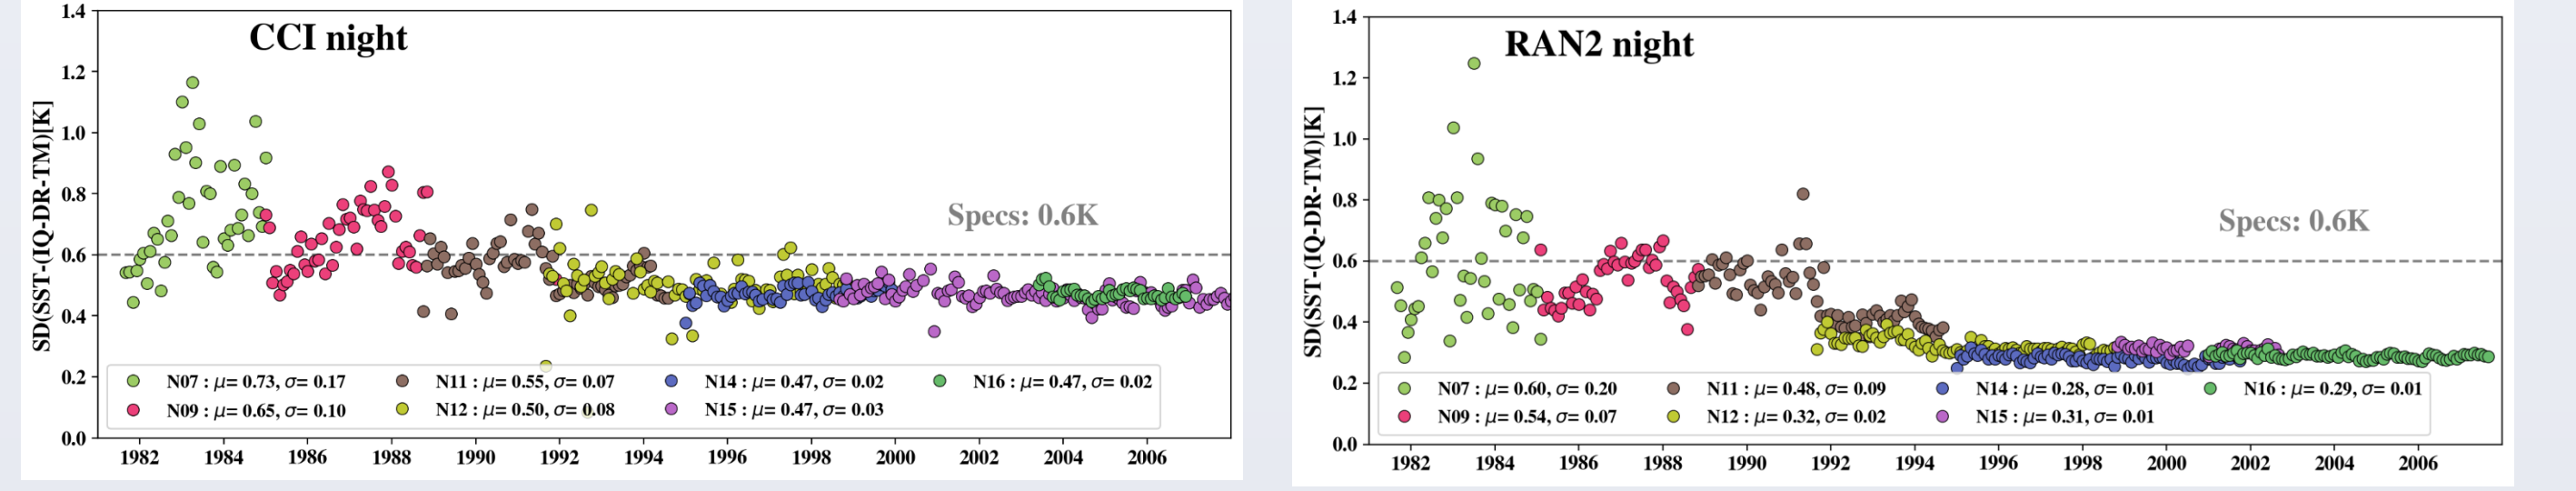 CCI night
SD(SST-(IQ-DR-TM)[K]
1.4
1.2
1.0
0.8
0.6
0.4
0.2
0.0
Specs: 0.6K
N07 : μ= 0.73, σ= 0.17
N09 : μ= 0.65, σ= 0.10
N11 : μ= 0.55, σ= 0.07
N12 : μ= 0.50, σ= 0.08
N14 : μ= 0.47, σ= 0.02
N15 : μ= 0.47, σ= 0.03
N16 : μ= 0.47, σ= 0.02
1982 1984 1986 1988 1990 1992 1994 1996 1998 2000 2002 2004 2006
RAN2 night
SD(SST-(IQ-DR-TM)[K]
1.4
1.2
1.0
0.8
0.6
0.4
0.2
0.0
Specs: 0.6K
N07 : μ= 0.60, σ= 0.20
N09 : μ= 0.54, σ= 0.07
N11 : μ= 0.48, σ= 0.09
N12 : μ= 0.32, σ= 0.02
N14 : μ= 0.28, σ= 0.01
N15 : μ= 0.31, σ= 0.01
N16 : μ= 0.29, σ= 0.01
1982 1984 1986 1988 1990 1992 1994 1996 1998 2000 2002 2004 2006